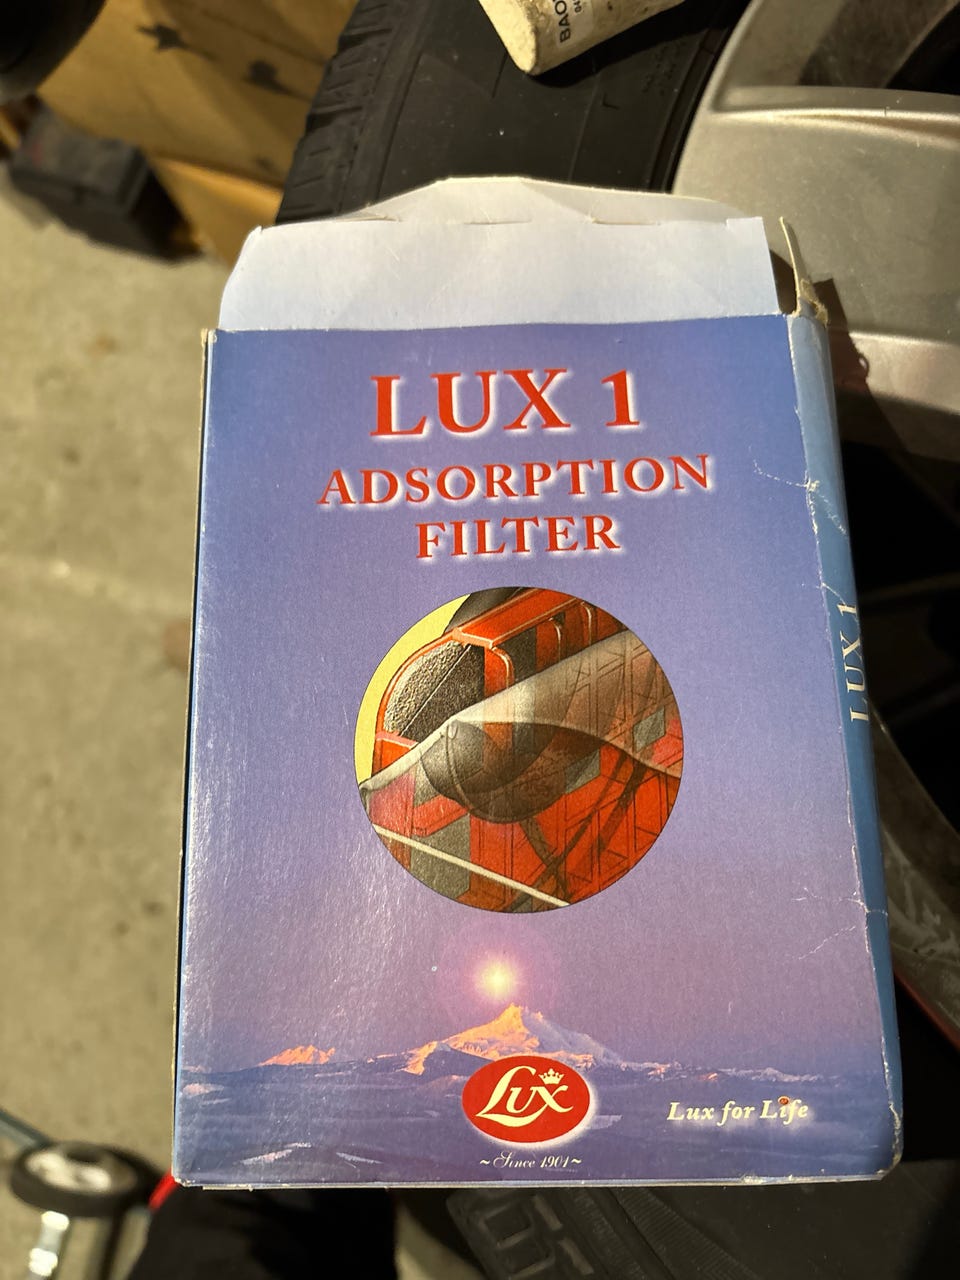 LUX 1
ADSORPTION
FILTER
LUX 1
Lux
Lux for Life
~Since 1901~